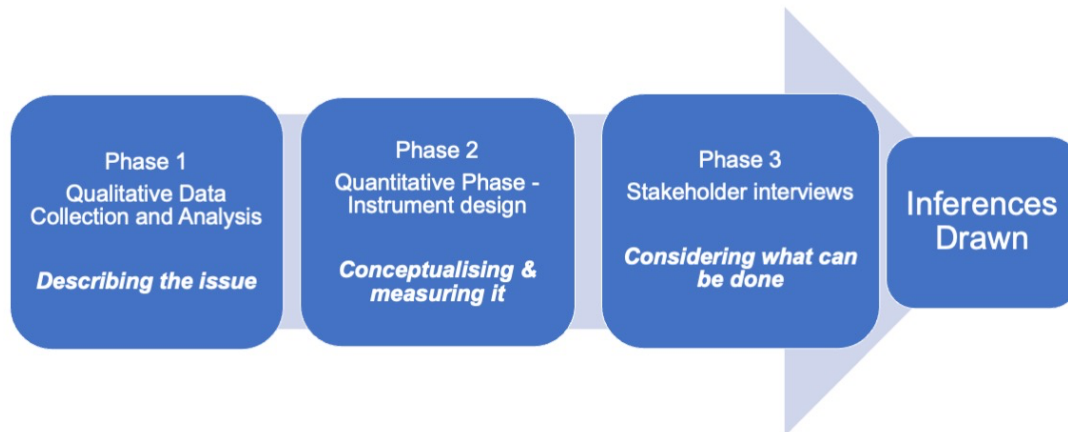 Phase 1
Qualitative Data
Collection and Analysis
Describing the issue
Phase 2
Quantitative Phase -
Instrument design
Conceptualising &
measuring it
Phase 3
Stakeholder interviews
Considering what can
be done
Inferences
Drawn